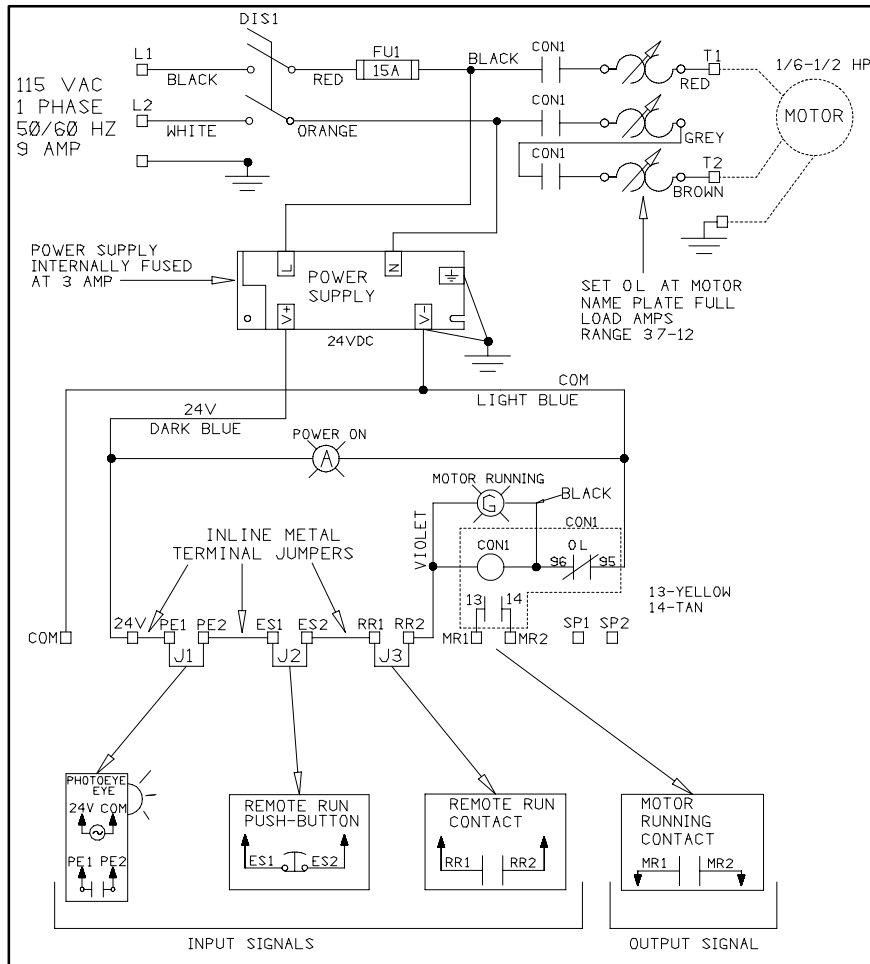 DIS1
L1
BLACK
RED
FU1
15A
BLACK
CON1
T1
RED
1/6-1/2 HP
MOTOR
115 VAC
1 PHASE
50/60 HZ
9 AMP
L2
WHITE
ORANGE
CON1
GREY
CON1
T2
BROWN
POWER SUPPLY
INTERNALLY FUSED
AT 3 AMP
L
N
POWER
SUPPLY
V+
V-
24VDC
SET OL AT MOTOR
NAME PLATE FULL
LOAD AMPS
RANGE 3.7-12
COM
LIGHT BLUE
24V
DARK BLUE
POWER ON
A
MOTOR RUNNING
G
BLACK
VIOLET
CON1
CON1
OL
96
95
INLINE METAL
TERMINAL JUMPERS
13
14
13-YELLOW
14-TAN
COM
24V
PE1
PE2
ES1
ES2
RR1
RR2
MR1
MR2
SP1
SP2
J1
J2
J3
PHOTOEYE
EYE
24V
COM
PE1
PE2
REMOTE RUN
PUSH-BUTTON
ES1
ES2
REMOTE RUN
CONTACT
RR1
RR2
MOTOR
RUNNING
CONTACT
MR1
MR2
INPUT SIGNALS
OUTPUT SIGNAL